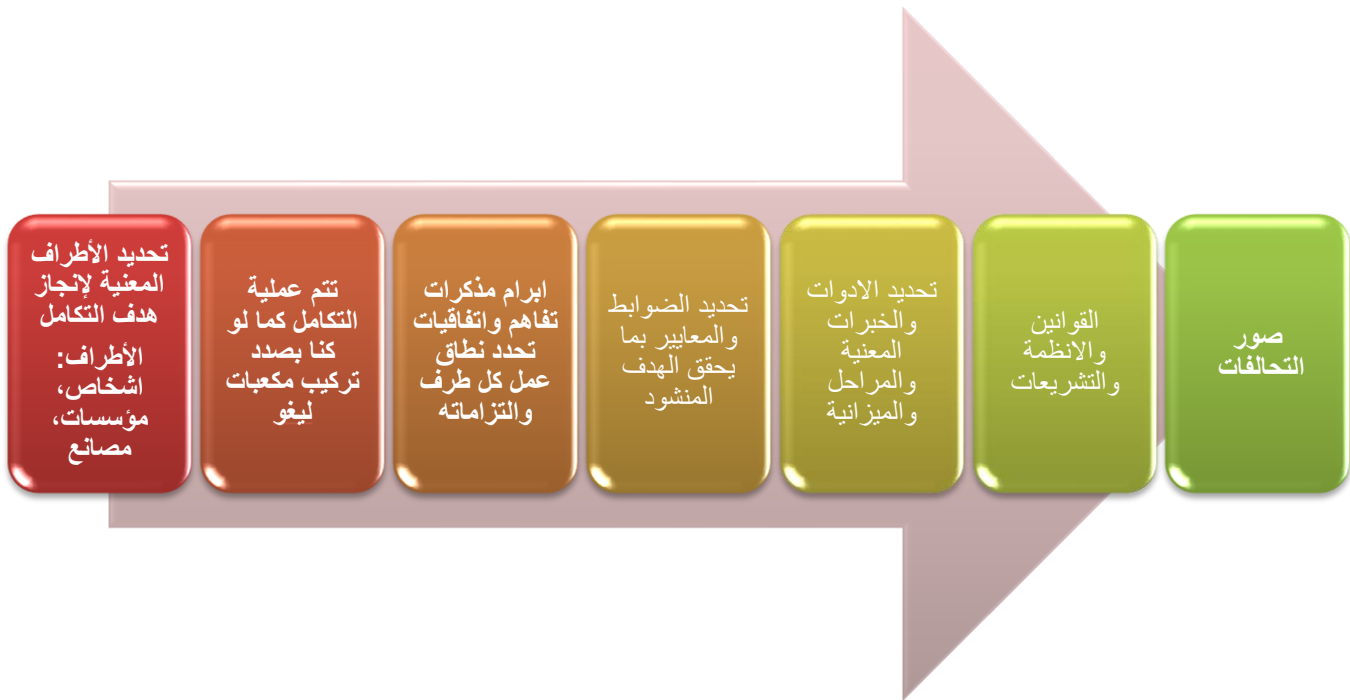 تحديد الأطراف
المعنية لإنجاز
هدف التكامل
الأطراف:
اشخاص،
مؤسسات،
مصانع
تتم عملية
التكامل كما لو
كنا بصدد
تركيب مكعبات
ليغو
ابرام مذكرات
تفاهم واتفاقيات
تحدد نطاق
عمل كل طرف
والتزاماته
تحديد الضوابط
والمعايير بما
يحقق الهدف
المنشود
تحديد الادوات
والخبرات
المعنية
والمراحل
والميزانية
القوانين
والانظمة
والتشريعات
صور
التحالفات